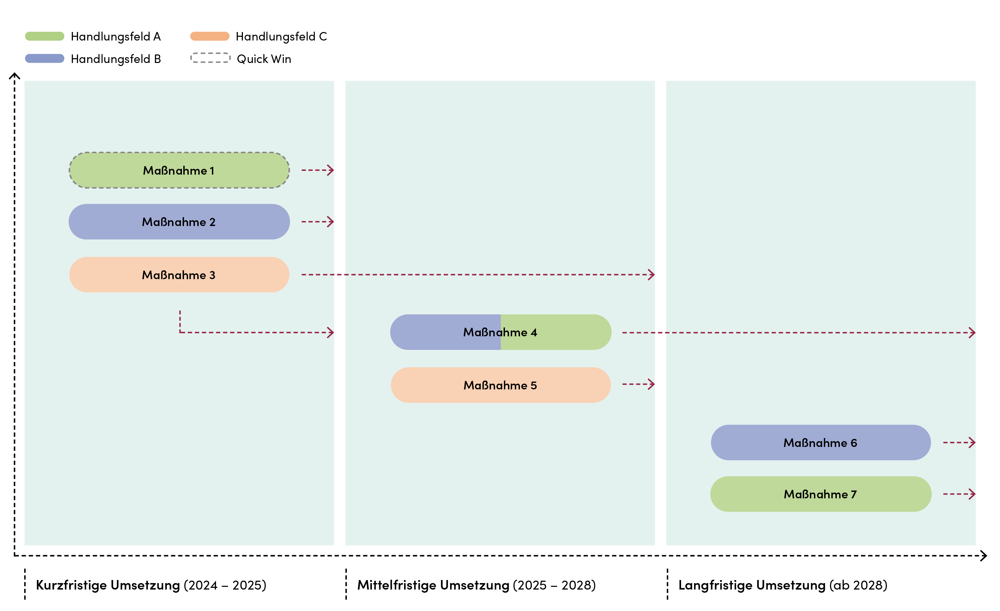 Handlungsfeld A
Handlungsfeld C
Handlungsfeld B
Quick Win
Maßnahme 1
Maßnahme 2
Maßnahme 3
Maßnahme 4
Maßnahme 5
Maßnahme 6
Maßnahme 7
Kurzfristige Umsetzung (2024 – 2025)
Mittelfristige Umsetzung (2025 – 2028)
Langfristige Umsetzung (ab 2028)